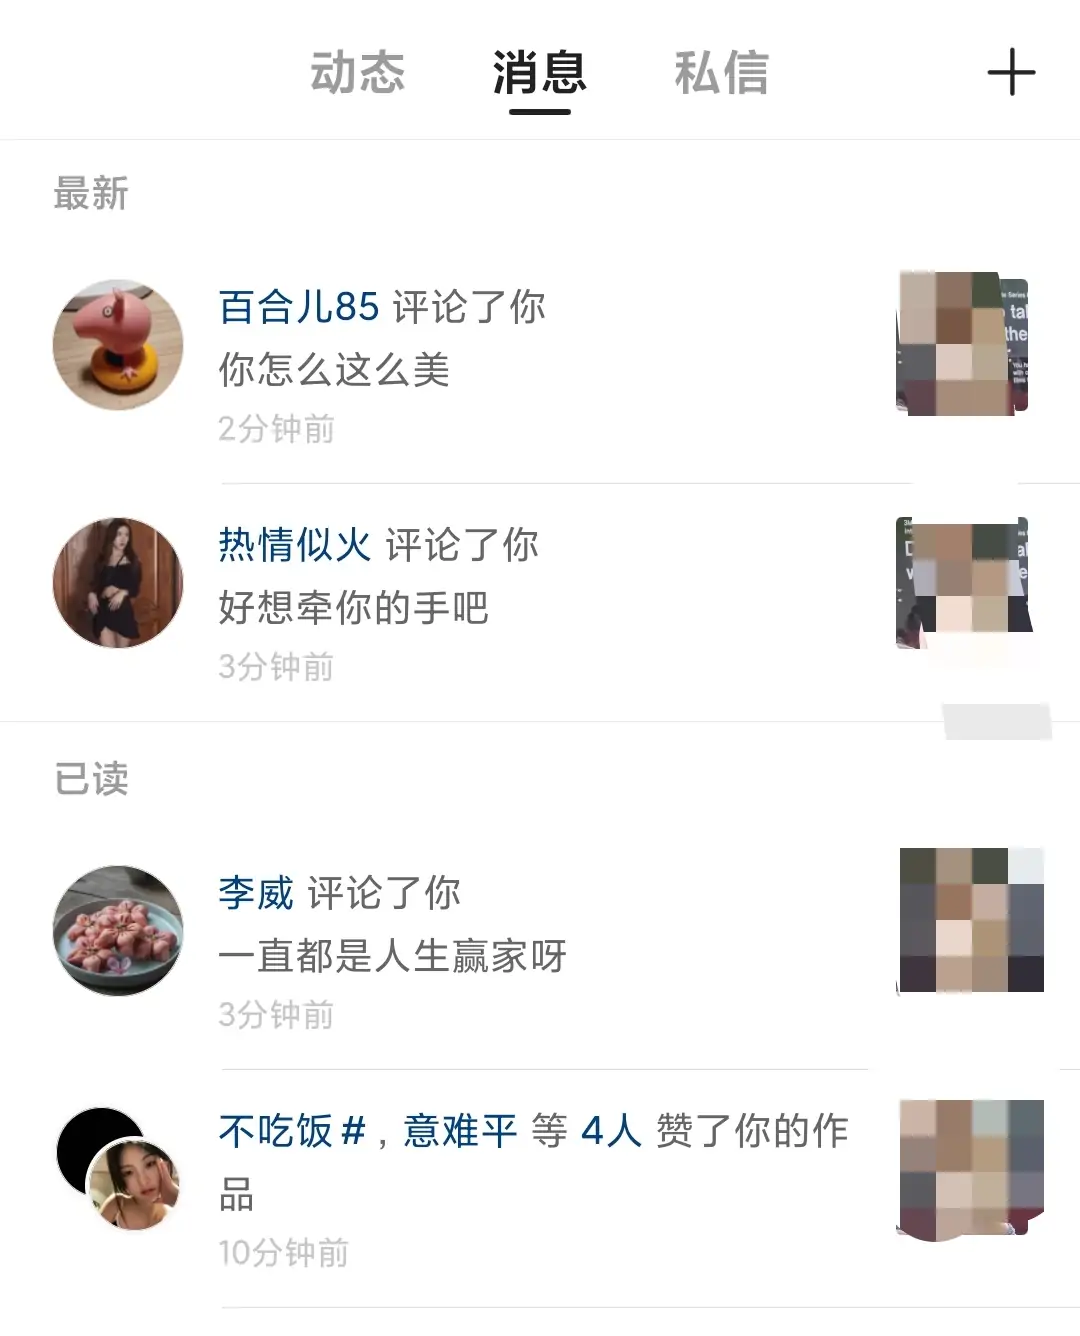 动态 消息 私信
最新
百合儿85 评论了你
你怎么这么美
2分钟前
热情似火 评论了你
好想牵你的手吧
3分钟前
已读
李威 评论了你
一直都是人生赢家呀
3分钟前
不吃饭#，意难平 等 4人 赞了你的作
品
10分钟前